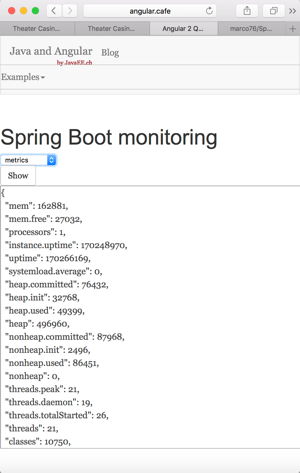 angular.cafe
Theater Casin...
Theater Casin...
Angular 2 Q...
marco76/Sp...
Java and Angular
Blog
by JavaEE.ch
Examples
Spring Boot monitoring
metrics
Show
{
"mem": 162881,
"mem.free": 27032,
"processors": 1,
"instance.uptime": 170248970,
"uptime": 170266169,
"systemload.average": 0,
"heap.committed": 76432,
"heap.init": 32768,
"heap.used": 49399,
"heap": 496960,
"nonheap.committed": 87968,
"nonheap.init": 2496,
"nonheap.used": 86451,
"nonheap": 0,
"threads.peak": 21,
"threads.daemon": 19,
"threads.totalStarted": 26,
"threads": 21,
"classes": 10750,